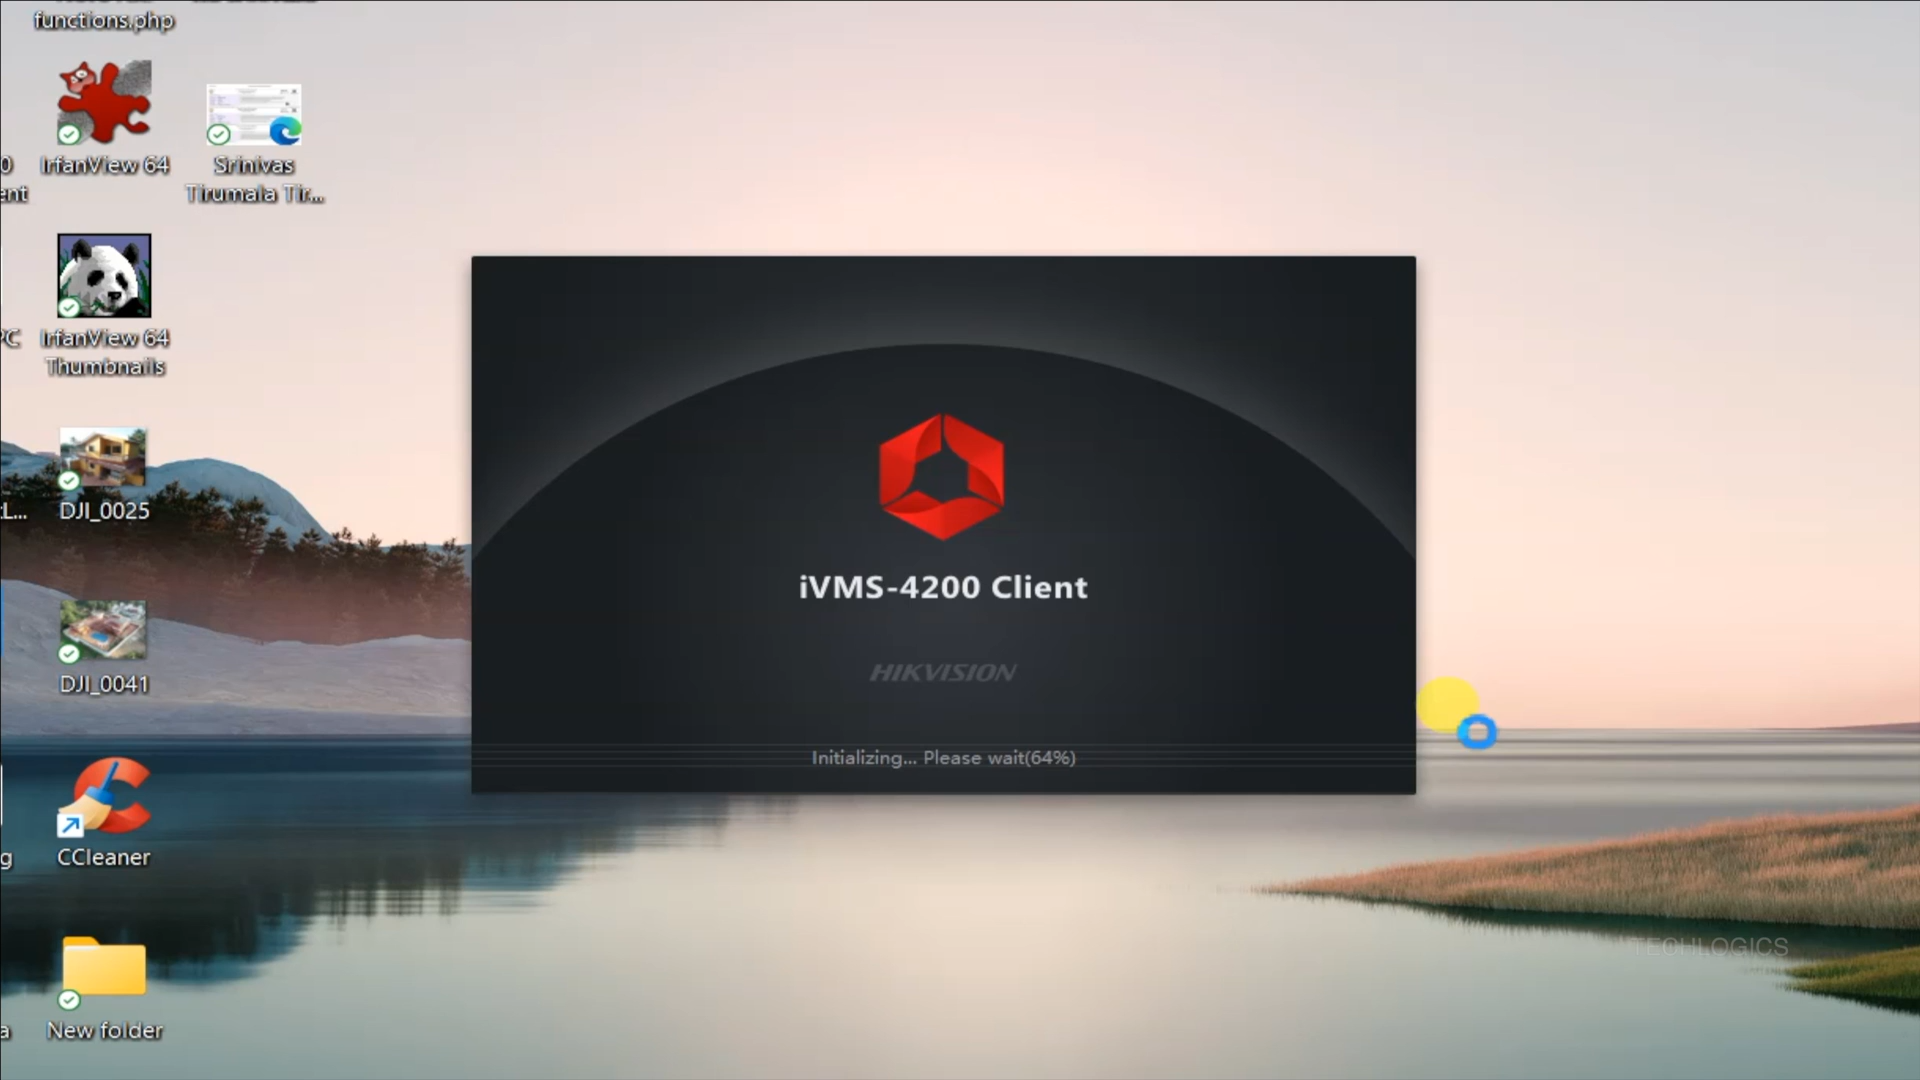 functions.php
IrfanView 64
Srinivas
Tirumala Tir...
ent
IrfanView 64
Thumbnails
DJI_0025
DJI_0041
CCleaner
New folder
iVMS-4200 Client
HIKVISION
Initializing... Please wait(64%)
TECHLOGICS